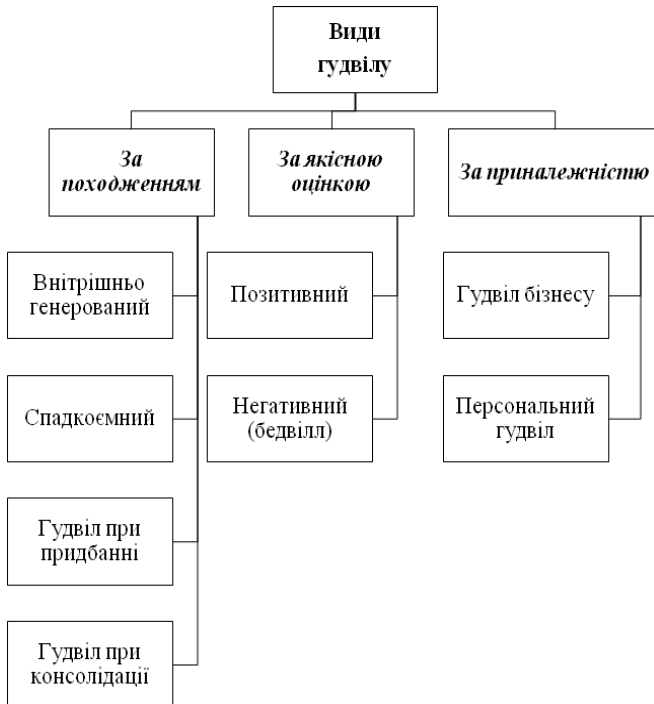 Види
гудвілу
За
походженням
За якісною
оцінкою
За приналежністю
Внітрішньо
генерований
Позитивний
Гудвіл бізнесу
Спадкоємний
Негативний
(бедвілл)
Персональний
гудвіл
Гудвіл при
придбанні
Гудвіл при
консолідації